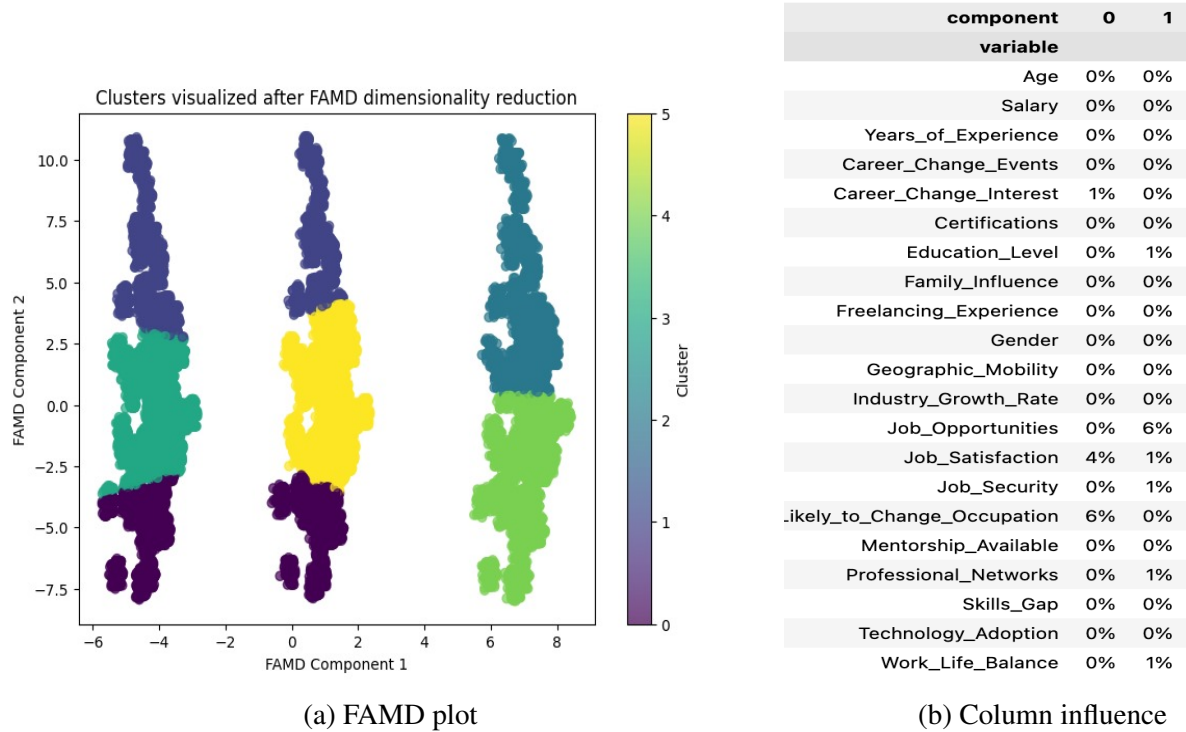 Clusters visualized after FAMD dimensionality reduction
10.0
7.5
5.0
2.5
0.0
−2.5
−5.0
−7.5
FAMD Component 2
−6 −4 −2 0 2 4 6 8
FAMD Component 1
5
4
3
2
1
0
Cluster
(a) FAMD plot
component 0 1
variable
Age 0% 0%
Salary 0% 0%
Years_of_Experience 0% 0%
Career_Change_Events 0% 0%
Career_Change_Interest 1% 0%
Certifications 0% 0%
Education_Level 0% 1%
Family_Influence 0% 0%
Freelancing_Experience 0% 0%
Gender 0% 0%
Geographic_Mobility 0% 0%
Industry_Growth_Rate 0% 0%
Job_Opportunities 0% 6%
Job_Satisfaction 4% 1%
Job_Security 0% 1%
Likely_to_Change_Occupation 6% 0%
Mentorship_Available 0% 0%
Professional_Networks 0% 1%
Skills_Gap 0% 0%
Technology_Adoption 0% 0%
Work_Life_Balance 0% 1%
(b) Column influence